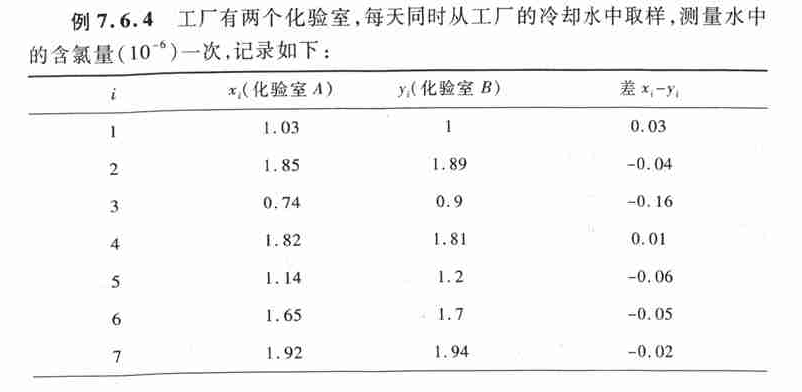 例 7.6.4 工厂有两个化验室,每天同时从工厂的冷却水中取样,测量水中
的含氯量(10⁻⁶)一次,记录如下:
i xᵢ(化验室 A) yᵢ(化验室 B) 差 xᵢ-yᵢ
1 1.03 1 0.03
2 1.85 1.89 -0.04
3 0.74 0.9 -0.16
4 1.82 1.81 0.01
5 1.14 1.2 -0.06
6 1.65 1.7 -0.05
7 1.92 1.94 -0.02